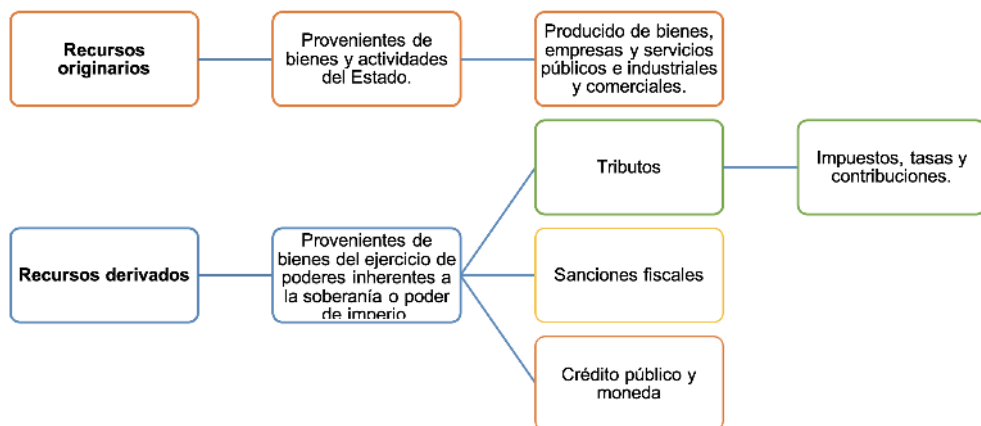 Recursos
originarios
Provenientes de
bienes y actividades
del Estado.
Producido de bienes,
empresas y servicios
públicos e industriales
y comerciales.
Recursos derivados
Provenientes de
bienes del ejercicio de
poderes inherentes a
la soberanía o poder
de imperio
Tributos
Impuestos, tasas y
contribuciones.
Sanciones fiscales
Crédito público y
moneda